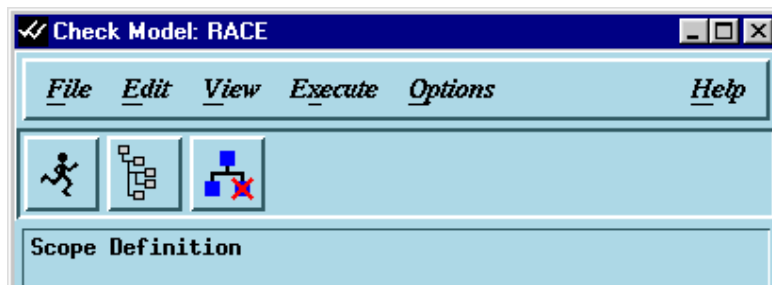 Check Model: RACE
File Edit View Execute Options Help
Scope Definition